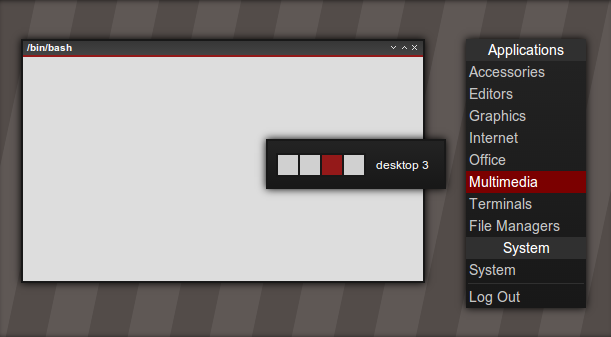 /bin/bash
desktop 3
Applications
Accessories
Editors
Graphics
Internet
Office
Multimedia
Terminals
File Managers
System
System
Log Out